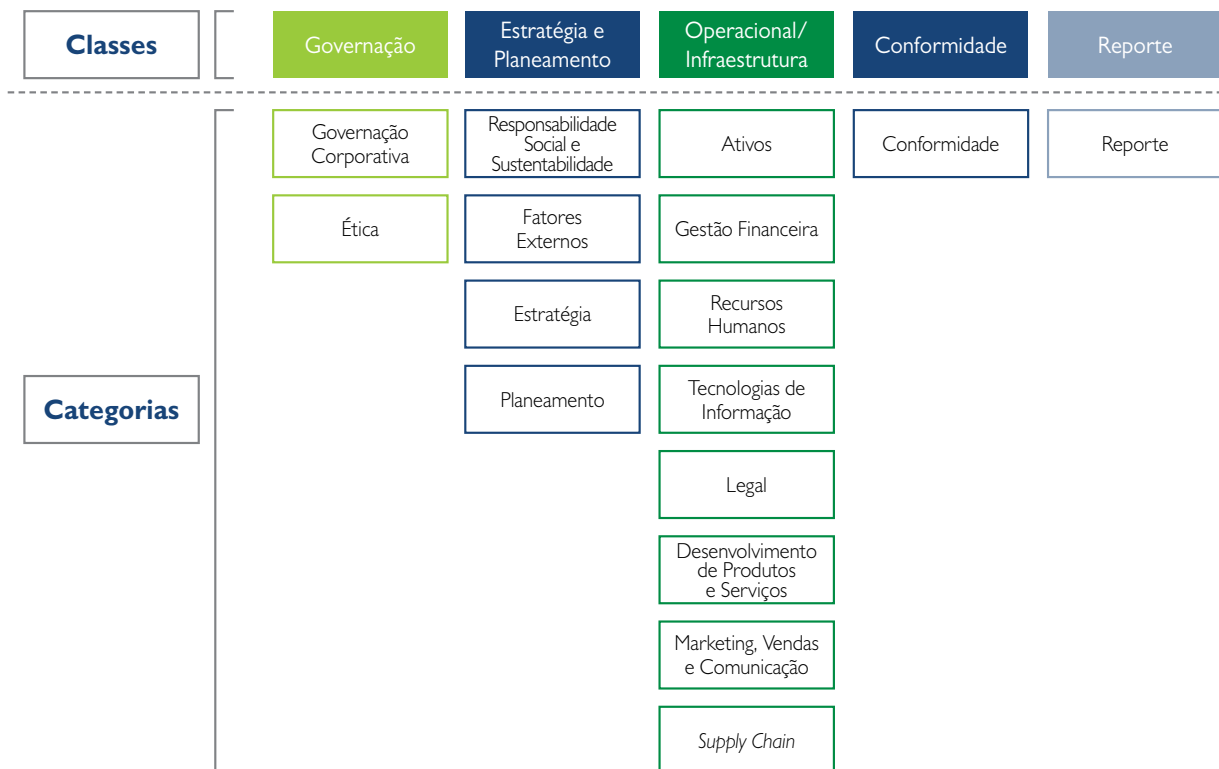 Classes
Governação
Estratégia e
Planeamento
Operacional/
Infraestrutura
Conformidade
Reporte
Categorias
Governação
Corporativa
Ética
Responsabilidade
Social e
Sustentabilidade
Fatores
Externos
Estratégia
Planeamento
Ativos
Gestão Financeira
Recursos
Humanos
Tecnologias de
Informação
Legal
Desenvolvimento
de Produtos
e Serviços
Marketing, Vendas
e Comunicação
Supply Chain
Conformidade
Reporte